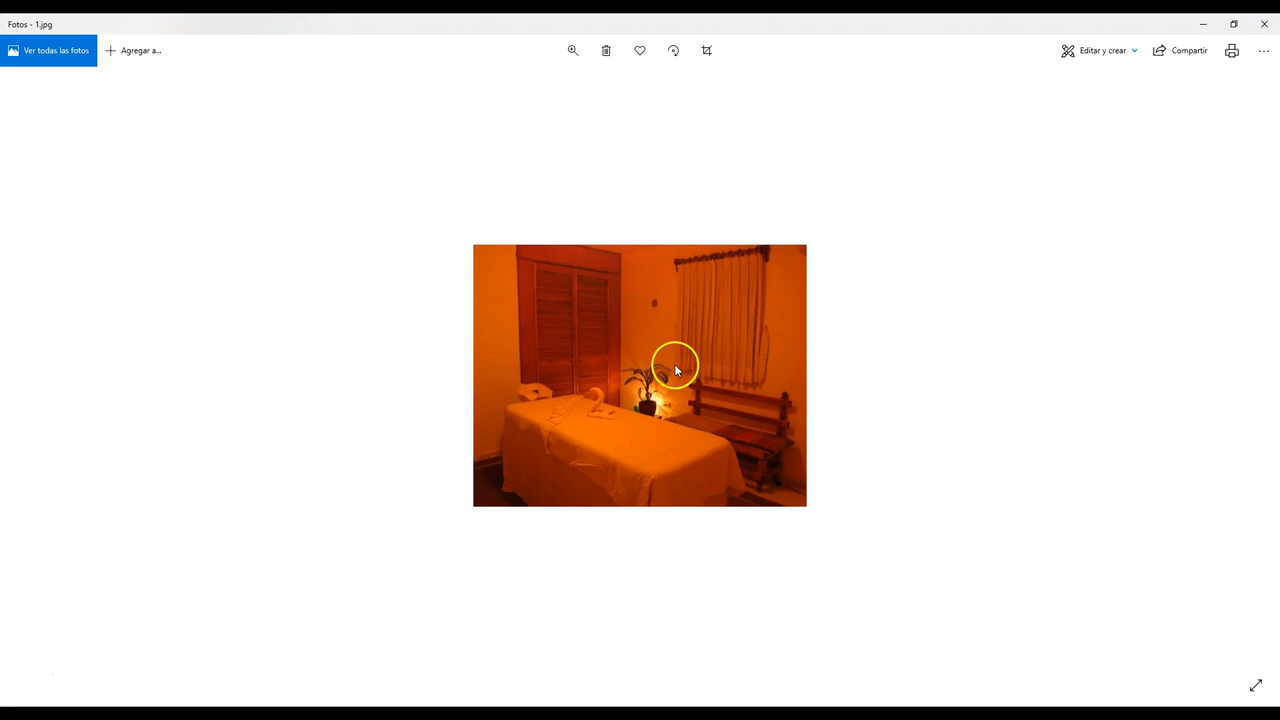 Fotos - 1.jpg
Ver todas las fotos
Agregar a...
Editar y crear
Compartir